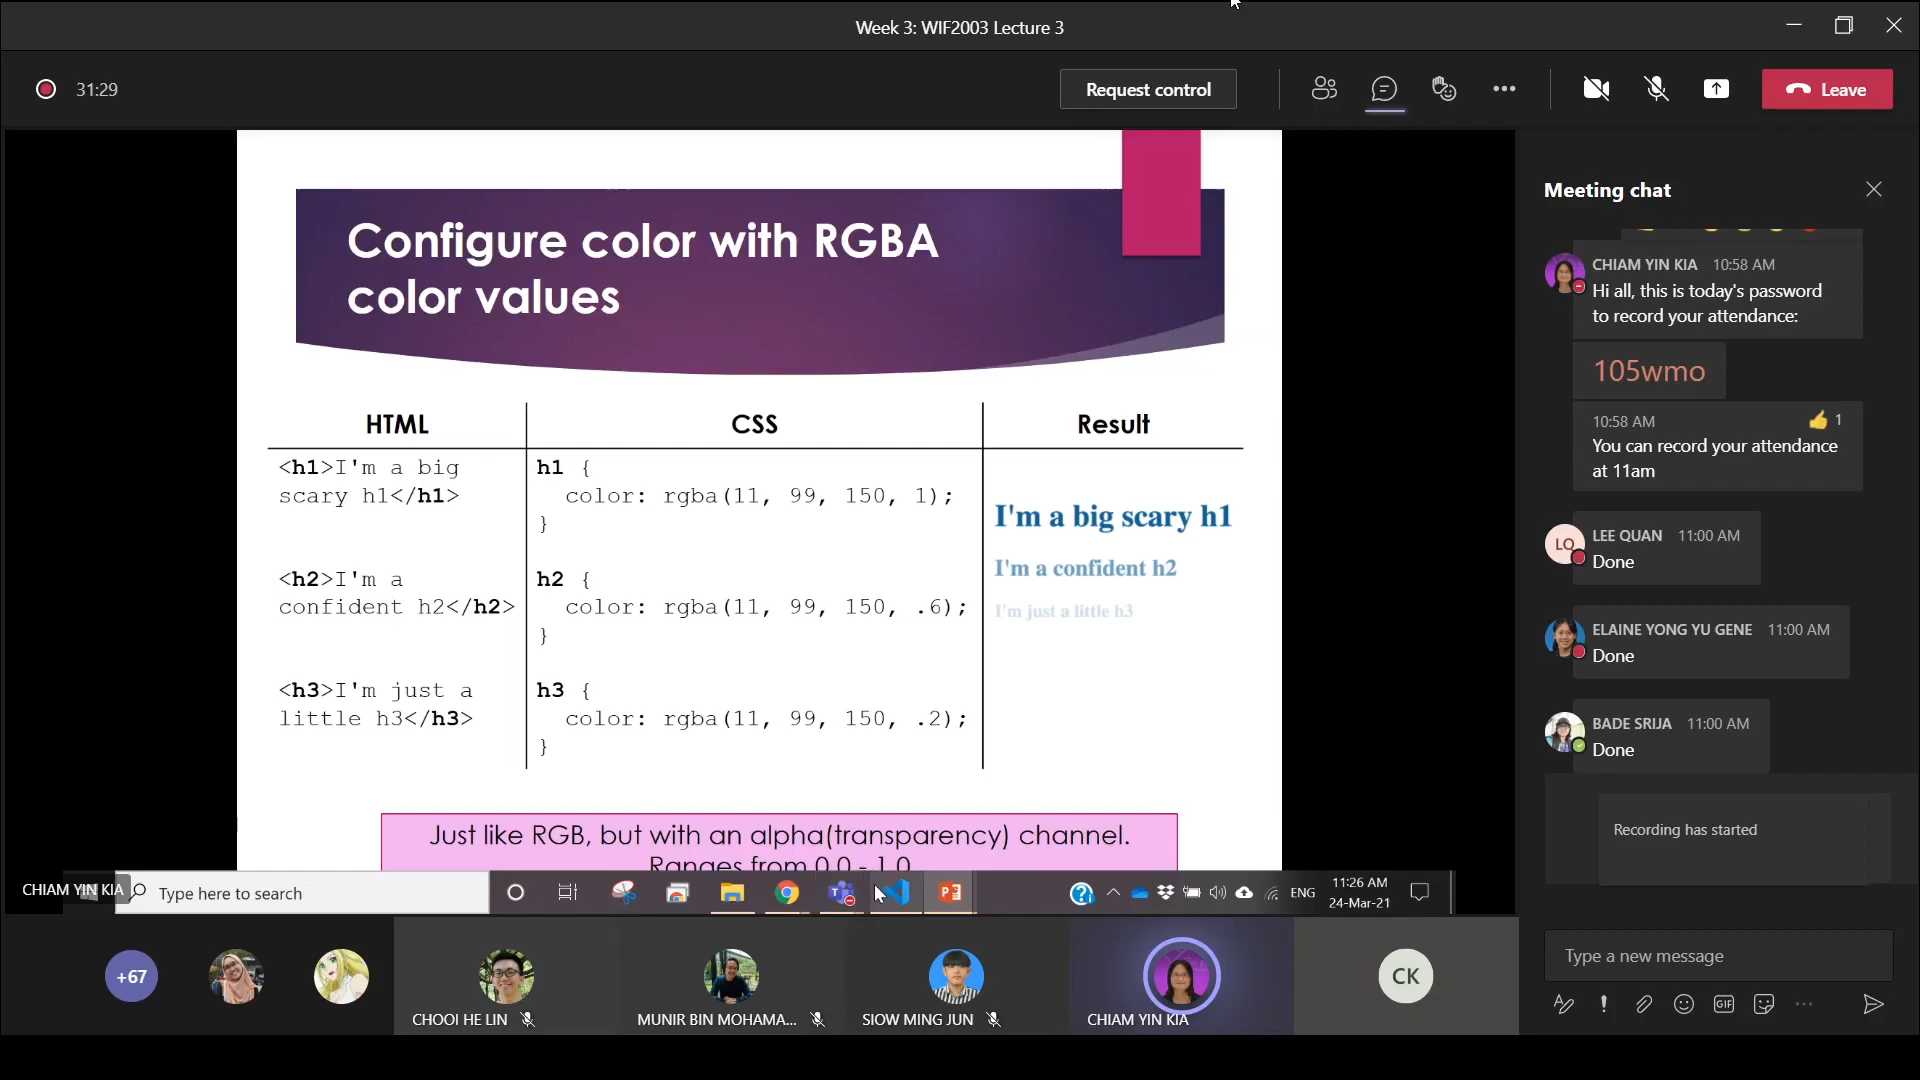 Week 3: WIF2003 Lecture 3
31:29
Request control
Leave
Configure color with RGBA
color values
HTML
CSS
Result
<h1>I'm a big
scary h1</h1>
h1 {
color: rgba(11, 99, 150, 1);
}
I'm a big scary h1
<h2>I'm a
confident h2</h2>
h2 {
color: rgba(11, 99, 150, .6);
}
I'm a confident h2
I'm just a little h3
<h3>I'm just a
little h3</h3>
h3 {
color: rgba(11, 99, 150, .2);
}
Just like RGB, but with an alpha(transparency) channel.
Ranges from 0.0 - 1.0
CHIAM YIN KIA
Type here to search
ENG
11:26 AM
24-Mar-21
+67
CHOOI HE LIN
MUNIR BIN MOHAMA...
SIOW MING JUN
CHIAM YIN KIA
CK
Meeting chat
CHIAM YIN KIA 10:58 AM
Hi all, this is today's password
to record your attendance:
105wmo
10:58 AM
1
You can record your attendance
at 11am
LQ
LEE QUAN 11:00 AM
Done
ELAINE YONG YU GENE 11:00 AM
Done
BADE SRIJA 11:00 AM
Done
Recording has started
Type a new message
GIF